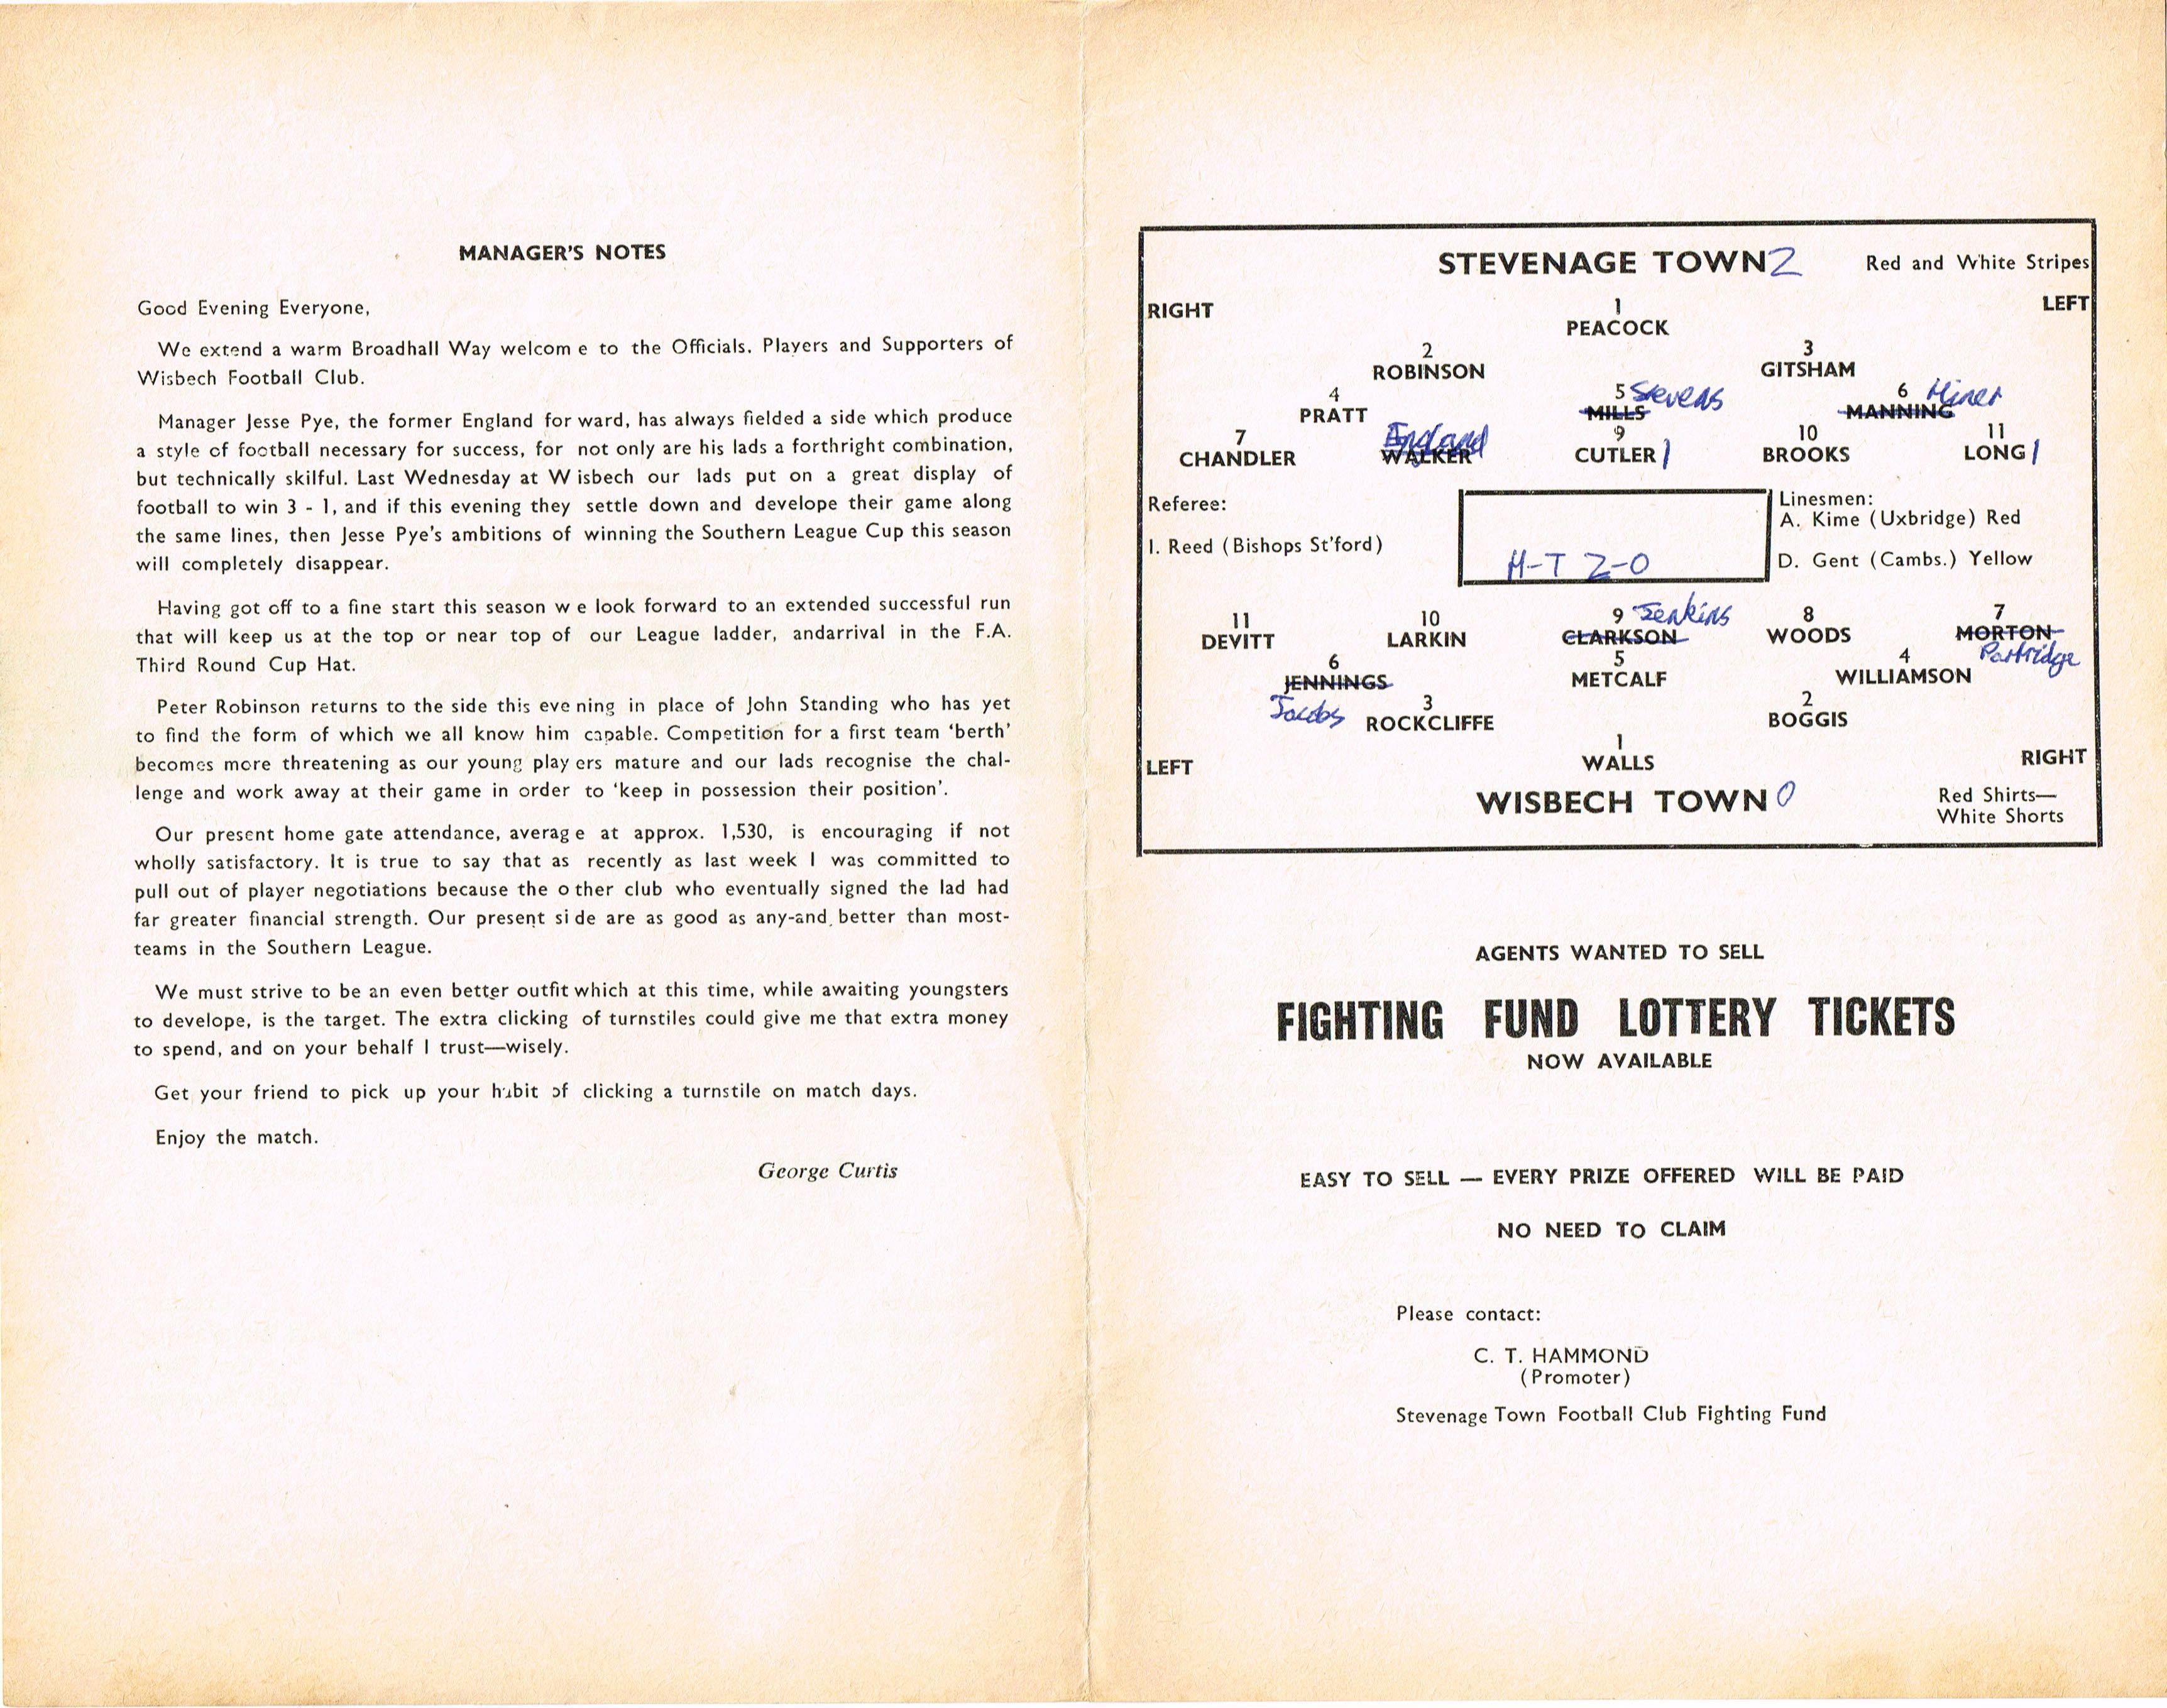 MANAGER'S NOTES
Good Evening Everyone,
We extend a warm Broadhall Way welcom e to the Officials. Players and Supporters of
Wisbech Football Club.
Manager Jesse Pye, the former England for ward, has always fielded a side which produce
a style of football necessary for success, for not only are his lads a forthright combination,
but technically skilful. Last Wednesday at W isbech our lads put on a great display of
football to win 3 - 1, and if this evening they settle down and develope their game along
the same lines, then Jesse Pye's ambitions of winning the Southern League Cup this season
will completely disappear.
Having got off to a fine start this season w e look forward to an extended successful run
that will keep us at the top or near top of our League ladder, andarrival in the F.A.
Third Round Cup Hat.
Peter Robinson returns to the side this eve ning in place of John Standing who has yet
to find the form of which we all know him capable. Competition for a first team 'berth'
becomes more threatening as our young play ers mature and our lads recognise the chal-
lenge and work away at their game in order to 'keep in possession their position'.
Our present home gate attendance, averag e at approx. 1,530, is encouraging if not
wholly satisfactory. It is true to say that as recently as last week I was committed to
pull out of player negotiations because the o ther club who eventually signed the lad had
far greater financial strength. Our present si de are as good as any-and better than most-
teams in the Southern League.
We must strive to be an even better outfit which at this time, while awaiting youngsters
to develope, is the target. The extra clicking of turnstiles could give me that extra money
to spend, and on your behalf I trust—wisely.
Get your friend to pick up your habit of clicking a turnstile on match days.
Enjoy the match.
George Curtis
STEVENAGE TOWN 2 Red and White Stripes
RIGHT 1 LEFT
PEACOCK
2 3
ROBINSON GITSHAM
4 5 Stevens 6 Miner
PRATT MILLS MANNING
7 England 9 10 11
CHANDLER WALKER CUTLER 1 BROOKS LONG 1
Referee: Linesmen:
A. Kime (Uxbridge) Red
I. Reed (Bishops St'ford)
H-T 2-0 D. Gent (Cambs.) Yellow
11 10 9 Jenkins 8 7
DEVITT LARKIN CLARKSON WOODS MORTON
6 5 4 Partridge
JENNINGS METCALF WILLIAMSON
Jacobs 3 2
ROCKCLIFFE BOGGIS
1
LEFT WALLS RIGHT
WISBECH TOWN 0 Red Shirts—
White Shorts
AGENTS WANTED TO SELL
FIGHTING FUND LOTTERY TICKETS
NOW AVAILABLE
EASY TO SELL — EVERY PRIZE OFFERED WILL BE PAID
NO NEED TO CLAIM
Please contact:
C. T. HAMMOND
(Promoter)
Stevenage Town Football Club Fighting Fund